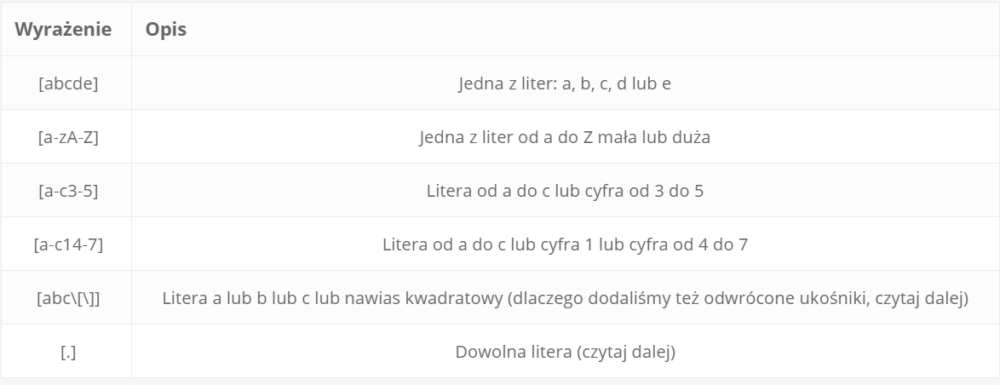 Wyrażenie Opis
[abcde] Jedna z liter: a, b, c, d lub e
[a-zA-Z] Jedna z liter od a do Z mała lub duża
[a-c3-5] Litera od a do c lub cyfra od 3 do 5
[a-c14-7] Litera od a do c lub cyfra 1 lub cyfra od 4 do 7
[abc\[\]] Litera a lub b lub c lub nawias kwadratowy (dlaczego dodaliśmy też odwrócone ukośniki, czytaj dalej)
[.] Dowolna litera (czytaj dalej)